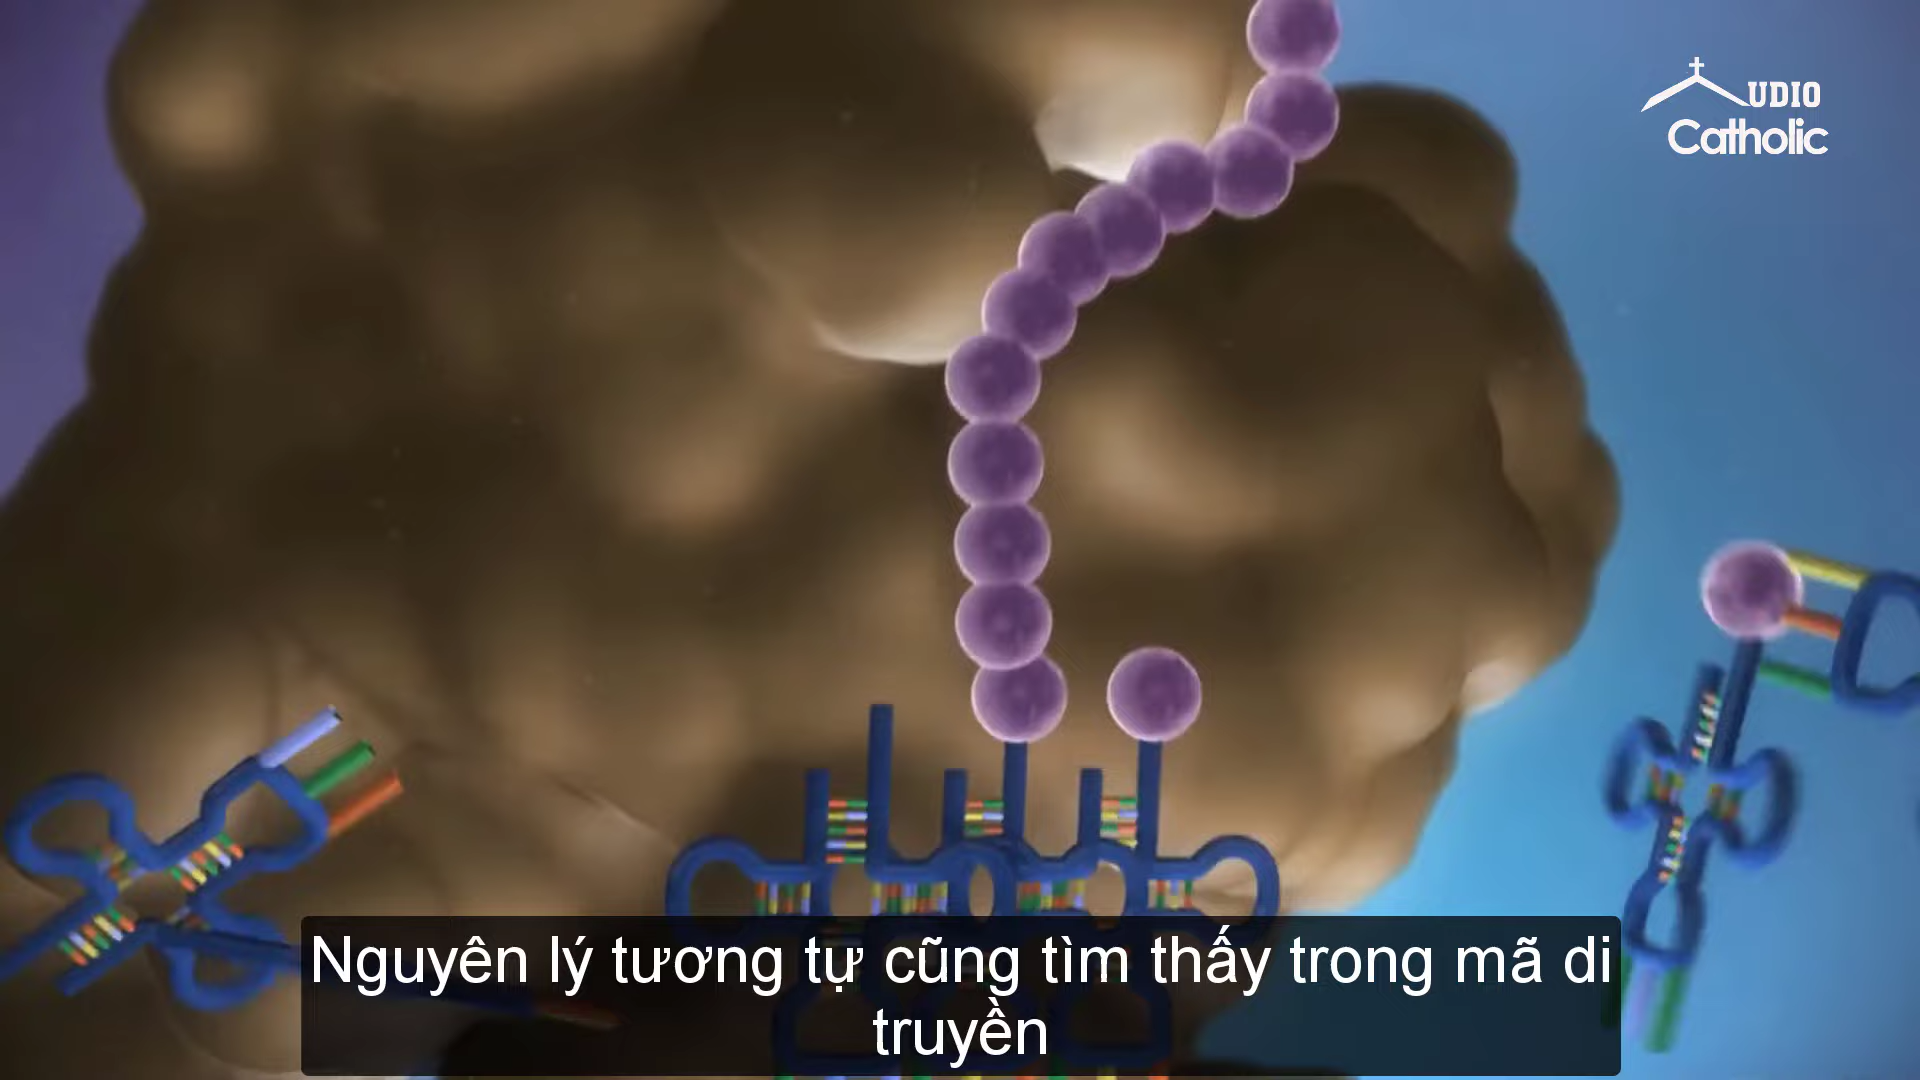 UDIO
Catholic
Nguyên lý tương tự cũng tìm thấy trong mã di
truyền